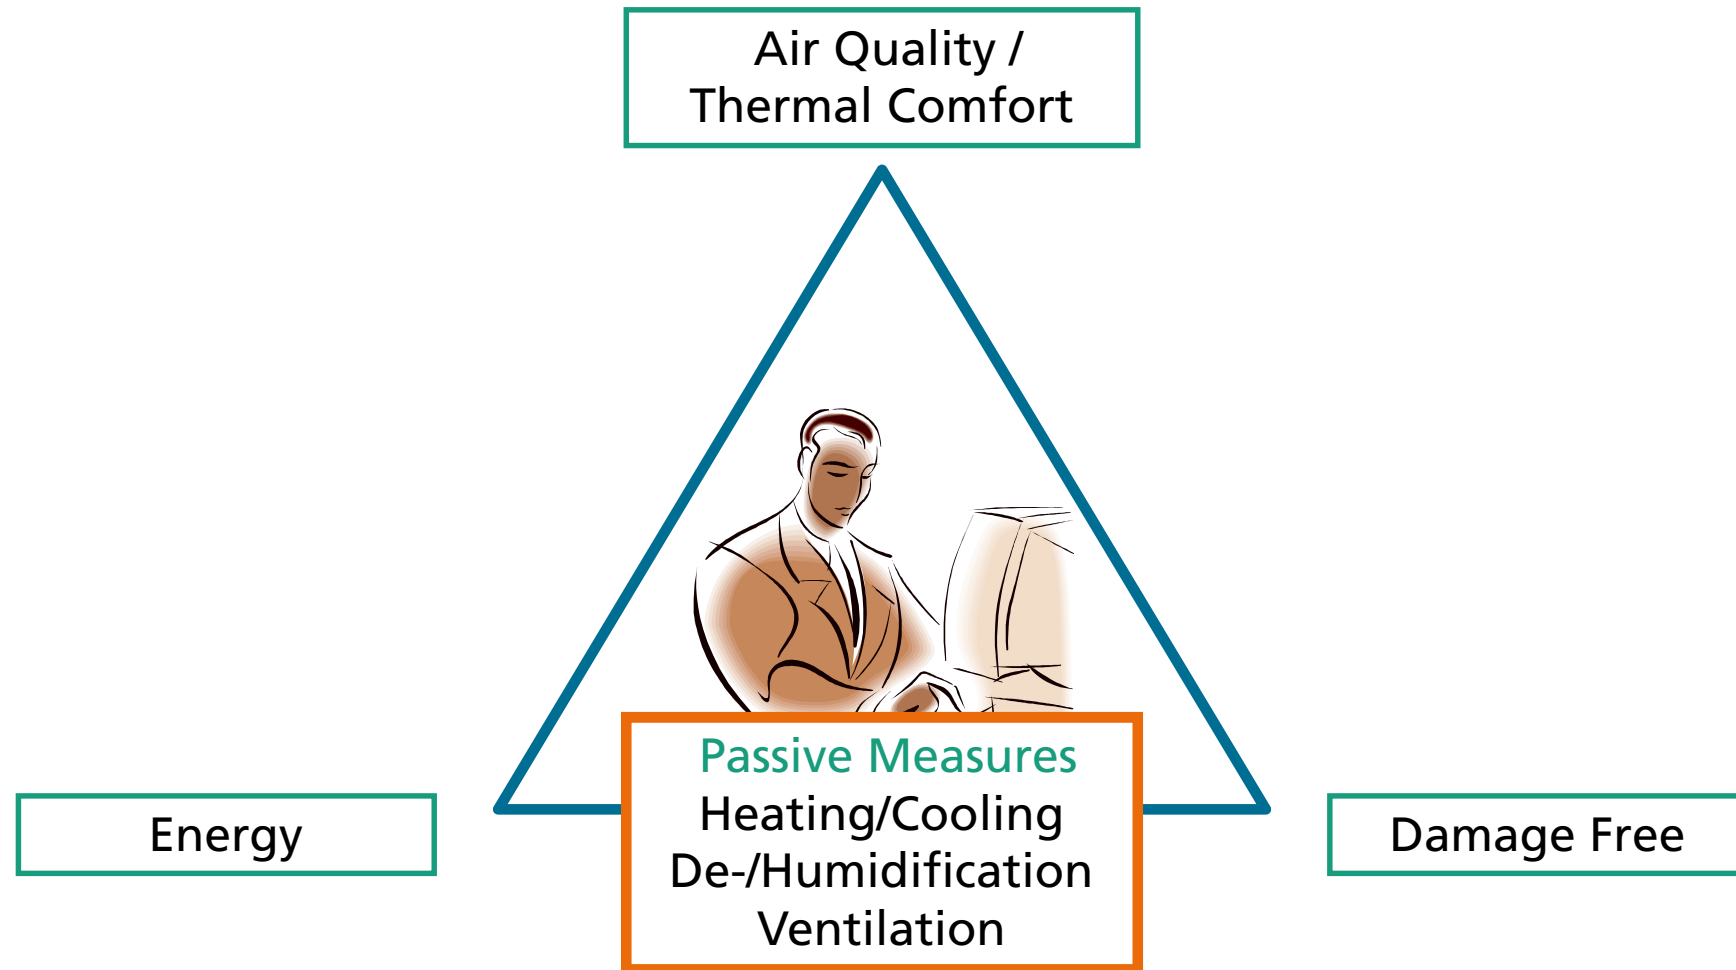 Air Quality /
Thermal Comfort
Energy
Passive Measures
Heating/Cooling
De-/Humidification
Ventilation
Damage Free